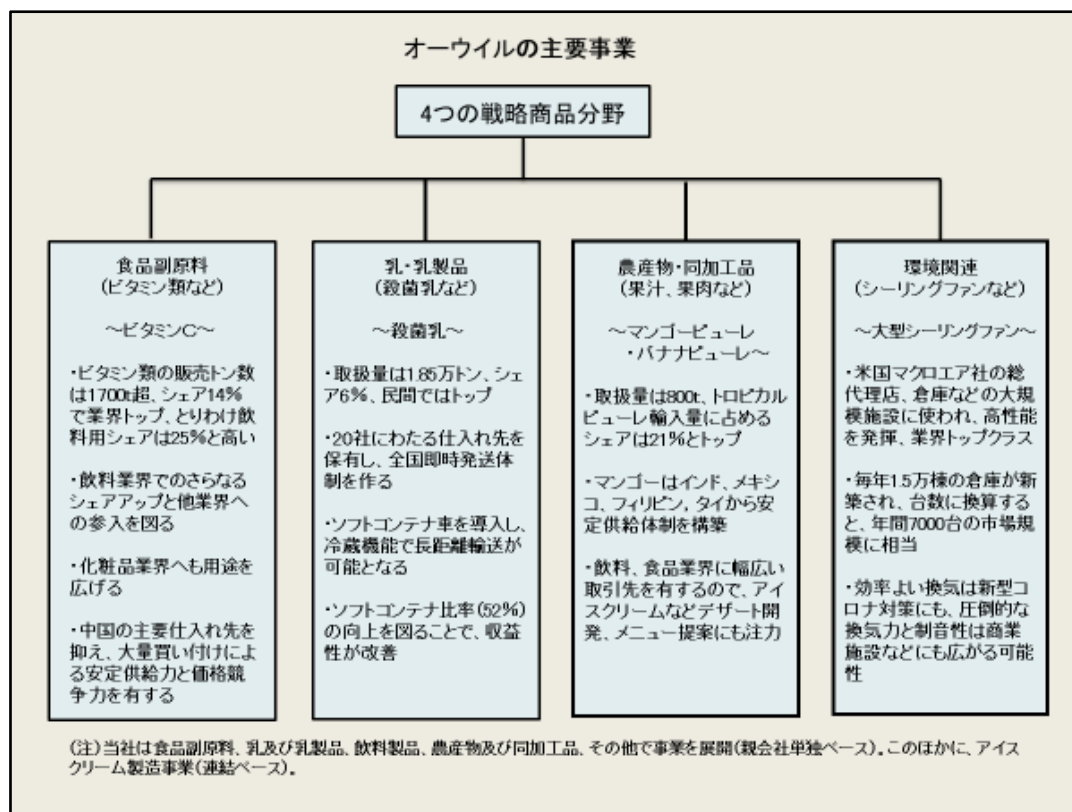 オーウイルの主要事業
4つの戦略商品分野
食品副原料
(ビタミン類など)
～ビタミンC～
・ビタミン類の販売トン数
は1700t超、シェア14％
で業界トップ、とりわけ飲
料用シェアは25％と高い
・飲料業界でのさらなる
シェアアップと他業界へ
の参入を図る
・化粧品業界へも用途を
広げる
・中国の主要仕入れ先を
抑え、大量買い付けによ
る安定供給力と価格競
争力を有する
乳・乳製品
(殺菌乳など)
～殺菌乳～
・取扱量は1.85万トン、シェ
ア6％、民間ではトップ
・20社にわたる仕入れ先を
保有し、全国即時発送体
制を作る
・ソフトコンテナ車を導入し、
冷蔵機能で長距離輸送が
可能となる
・ソフトコンテナ比率(52％)
の向上を図ることで、収益
性が改善
農産物・同加工品
(果汁、果肉など)
～マンゴーピューレ
・バナナピューレ～
・取扱量は800t、トロピカル
ピューレ輸入量に占める
シェアは21％とトップ
・マンゴーはインド、メキシ
コ、フィリピン、タイから安
定供給体制を構築
・飲料、食品業界に幅広い
取引先を有するので、アイ
スクリームなどデザート開
発、メニュー提案にも注力
環境関連
(シーリングファンなど)
～大型シーリングファン～
・米国マクロエア社の総
代理店、倉庫などの大規
模施設に使われ、高性能
を発揮、業界トップクラス
・毎年1.5万棟の倉庫が新
築され、台数に換算する
と、年間7000台の市場規
模に相当
・効率よい換気は新型コ
ロナ対策にも、圧倒的な
換気力と制音性は商業
施設などにも広がる可能
性
(注)当社は食品副原料、乳及び乳製品、飲料製品、農産物及び同加工品、その他で事業を展開(親会社単独ベース)。このほかに、アイス
クリーム製造事業(連結ベース)。